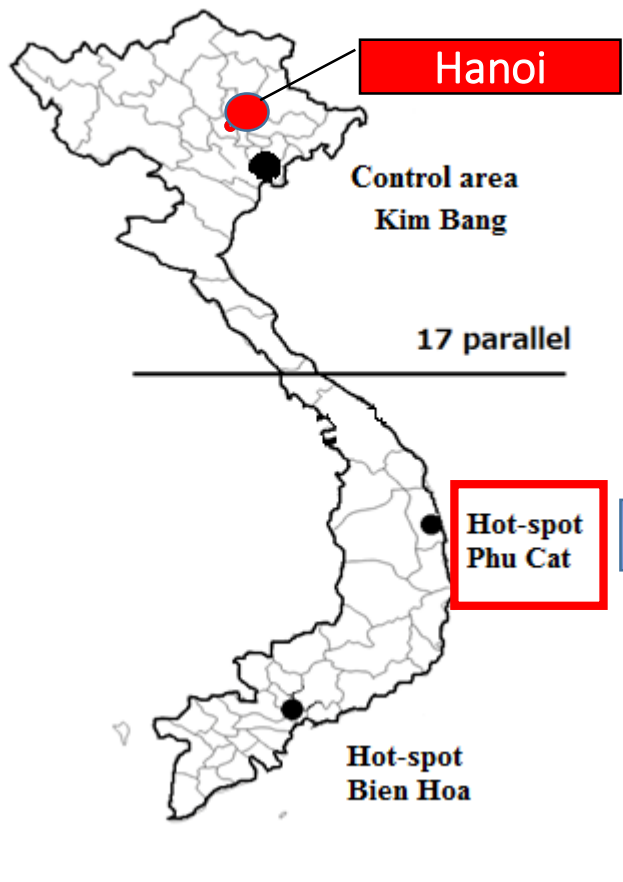 Hanoi
Control area
Kim Bang
17 parallel
Hot-spot
Phu Cat
Hot-spot
Bien Hoa